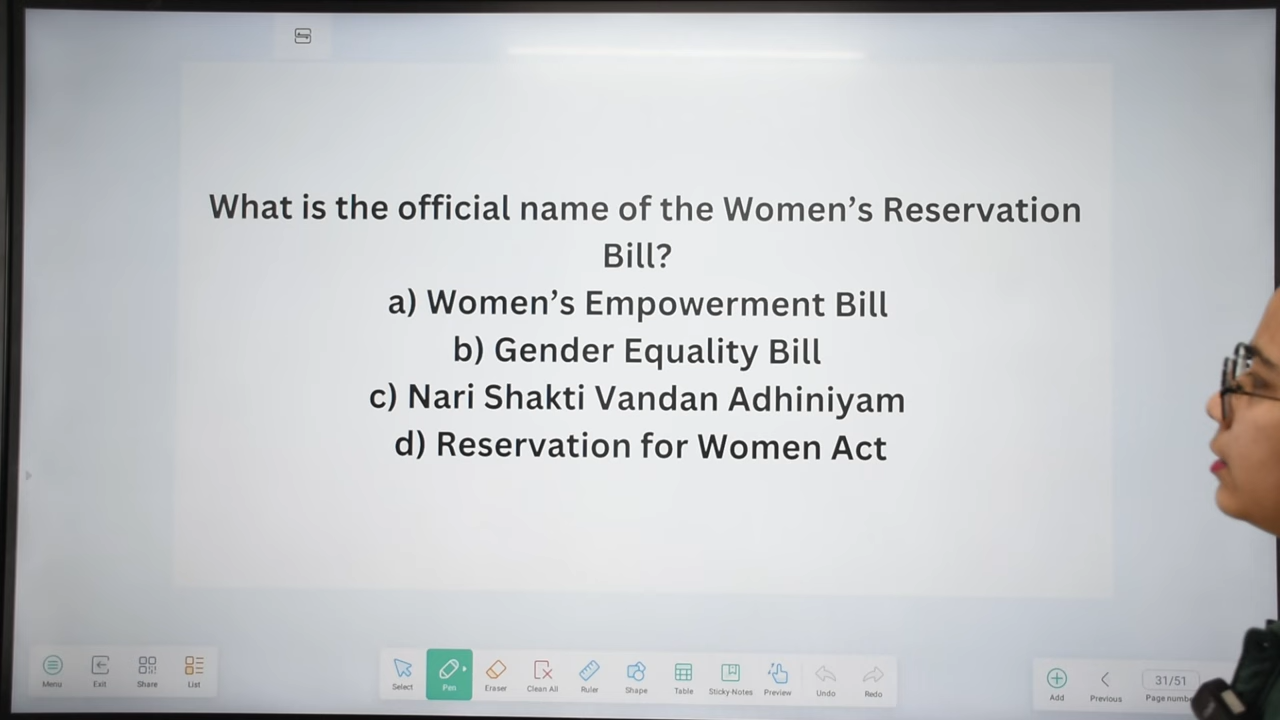 What is the official name of the Women’s Reservation
Bill?
a) Women’s Empowerment Bill
b) Gender Equality Bill
c) Nari Shakti Vandan Adhiniyam
d) Reservation for Women Act
Menu Exit Share List
Select Pen Eraser Clean All Ruler Shape Table Sticky Notes Preview Undo Redo
31/51
Add Previous Page